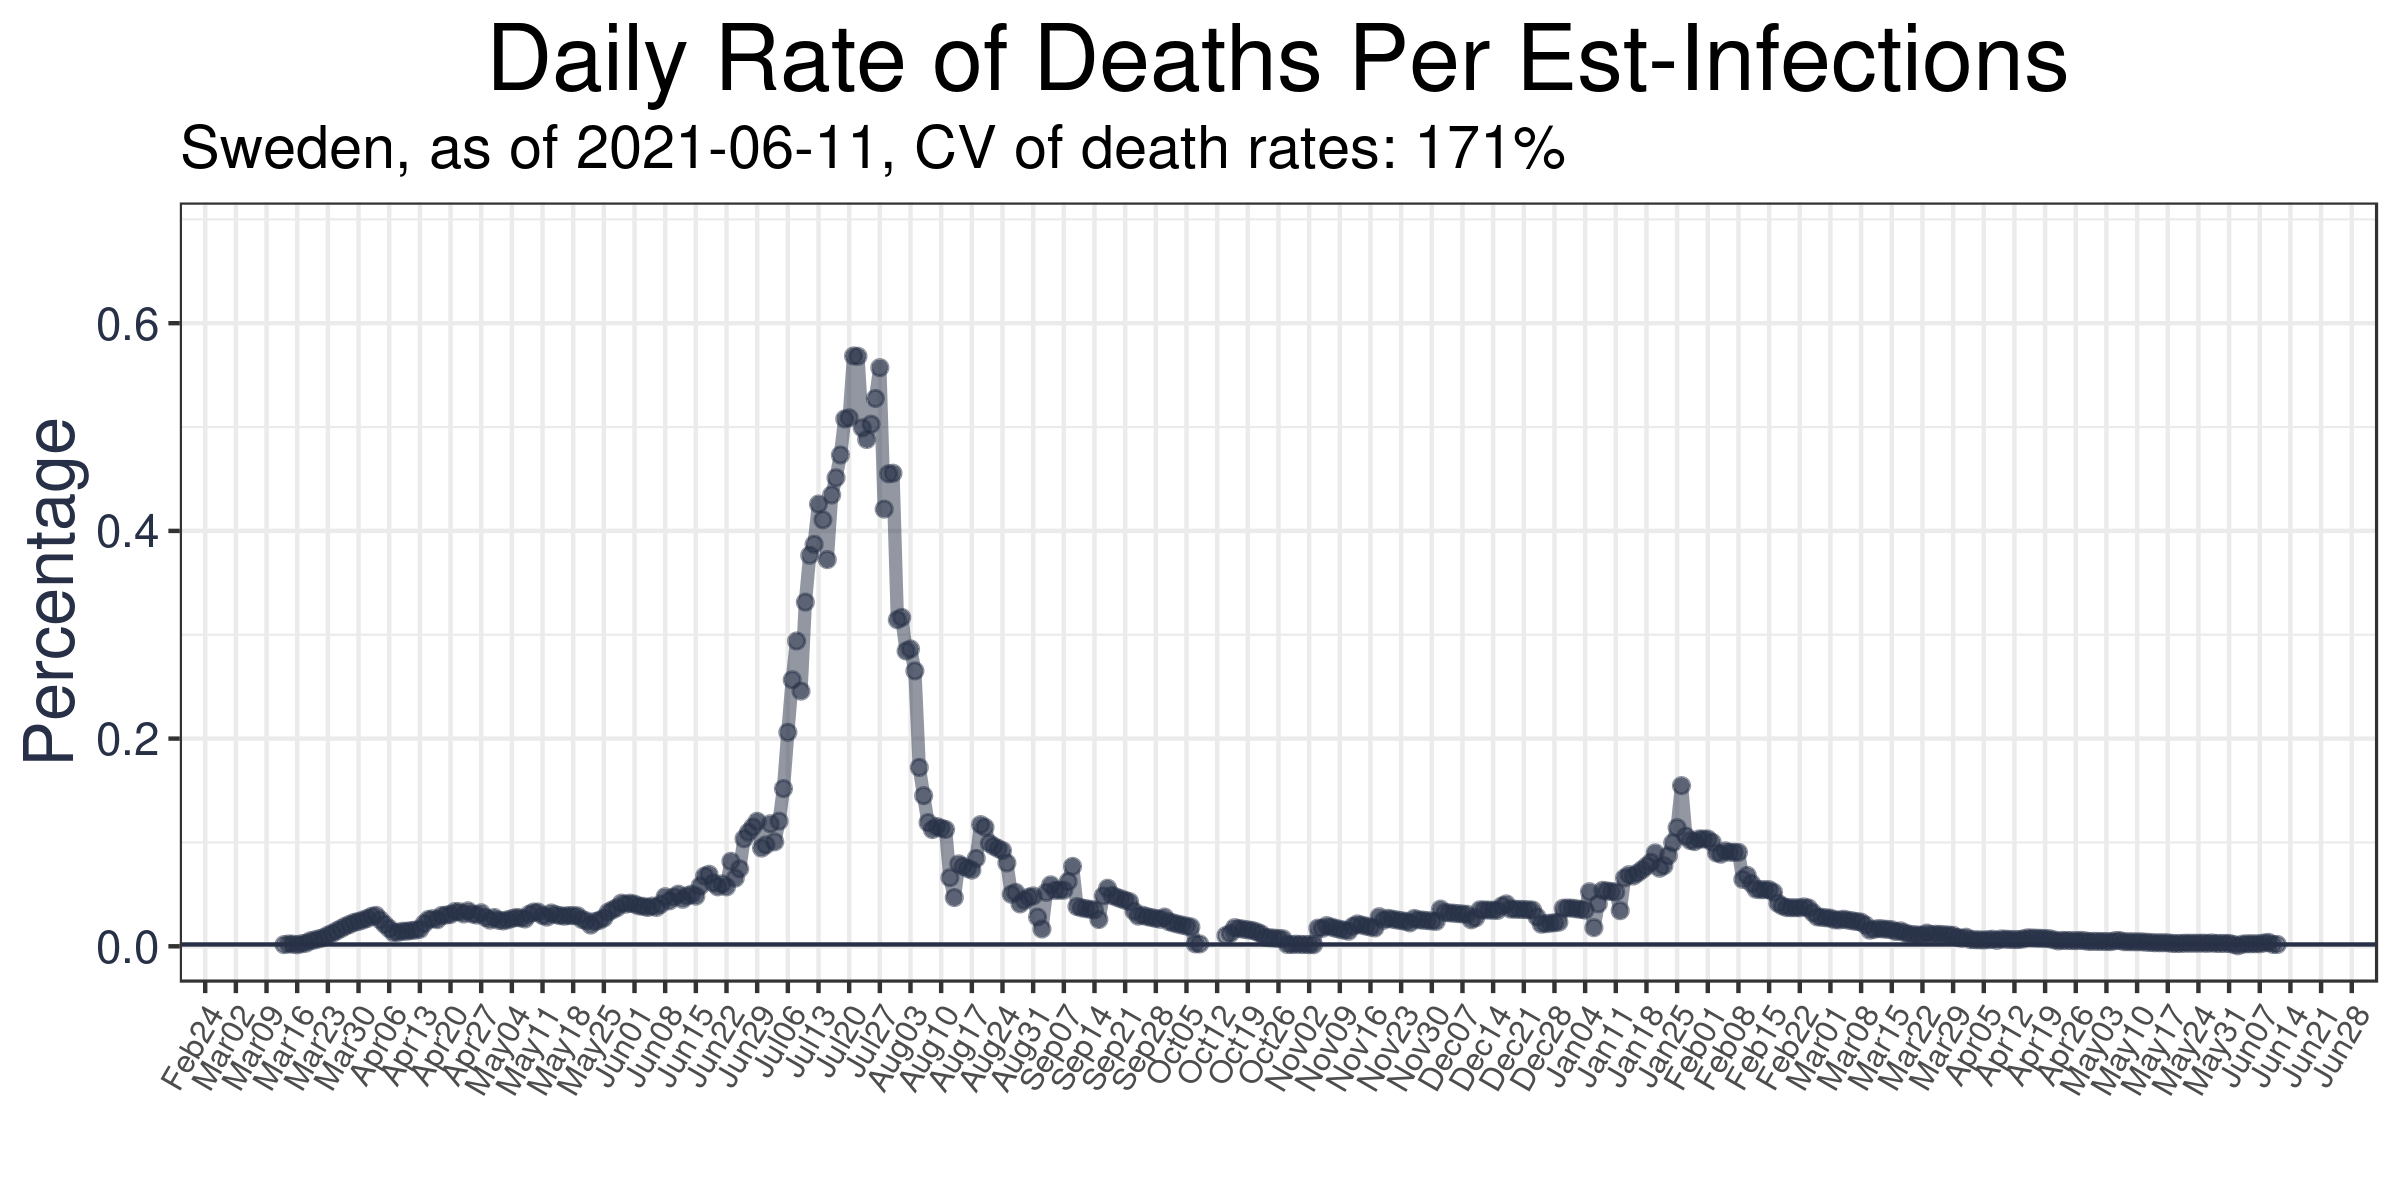 Daily Rate of Deaths Per Est-Infections
Sweden, as of 2021-06-11, CV of death rates: 171%
Percentage
0.6
0.4
0.2
0.0
Feb24
Mar02
Mar09
Mar16
Mar23
Mar30
Apr06
Apr13
Apr20
Apr27
May04
May11
May18
May25
Jun01
Jun08
Jun15
Jun22
Jun29
Jul06
Jul13
Jul20
Jul27
Aug03
Aug10
Aug17
Aug24
Aug31
Sep07
Sep14
Sep21
Sep28
Oct05
Oct12
Oct19
Oct26
Nov02
Nov09
Nov16
Nov23
Nov30
Dec07
Dec14
Dec21
Dec28
Jan04
Jan11
Jan18
Jan25
Feb01
Feb08
Feb15
Feb22
Mar01
Mar08
Mar15
Mar22
Mar29
Apr05
Apr12
Apr19
Apr26
May03
May10
May17
May24
May31
Jun07
Jun14
Jun21
Jun28